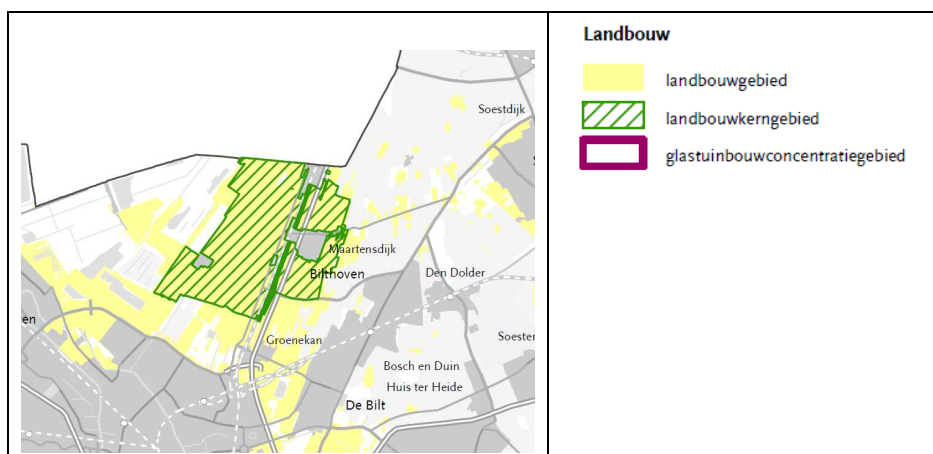 Soestdijk
Maartensdijk
Bilthoven
Den Dolder
en
Groenekan
Soester
Bosch en Duin
Huis ter Heide
De Bilt
Landbouw
landbouwgebied
landbouwkerngebied
glastuinbouwconcentratiegebied